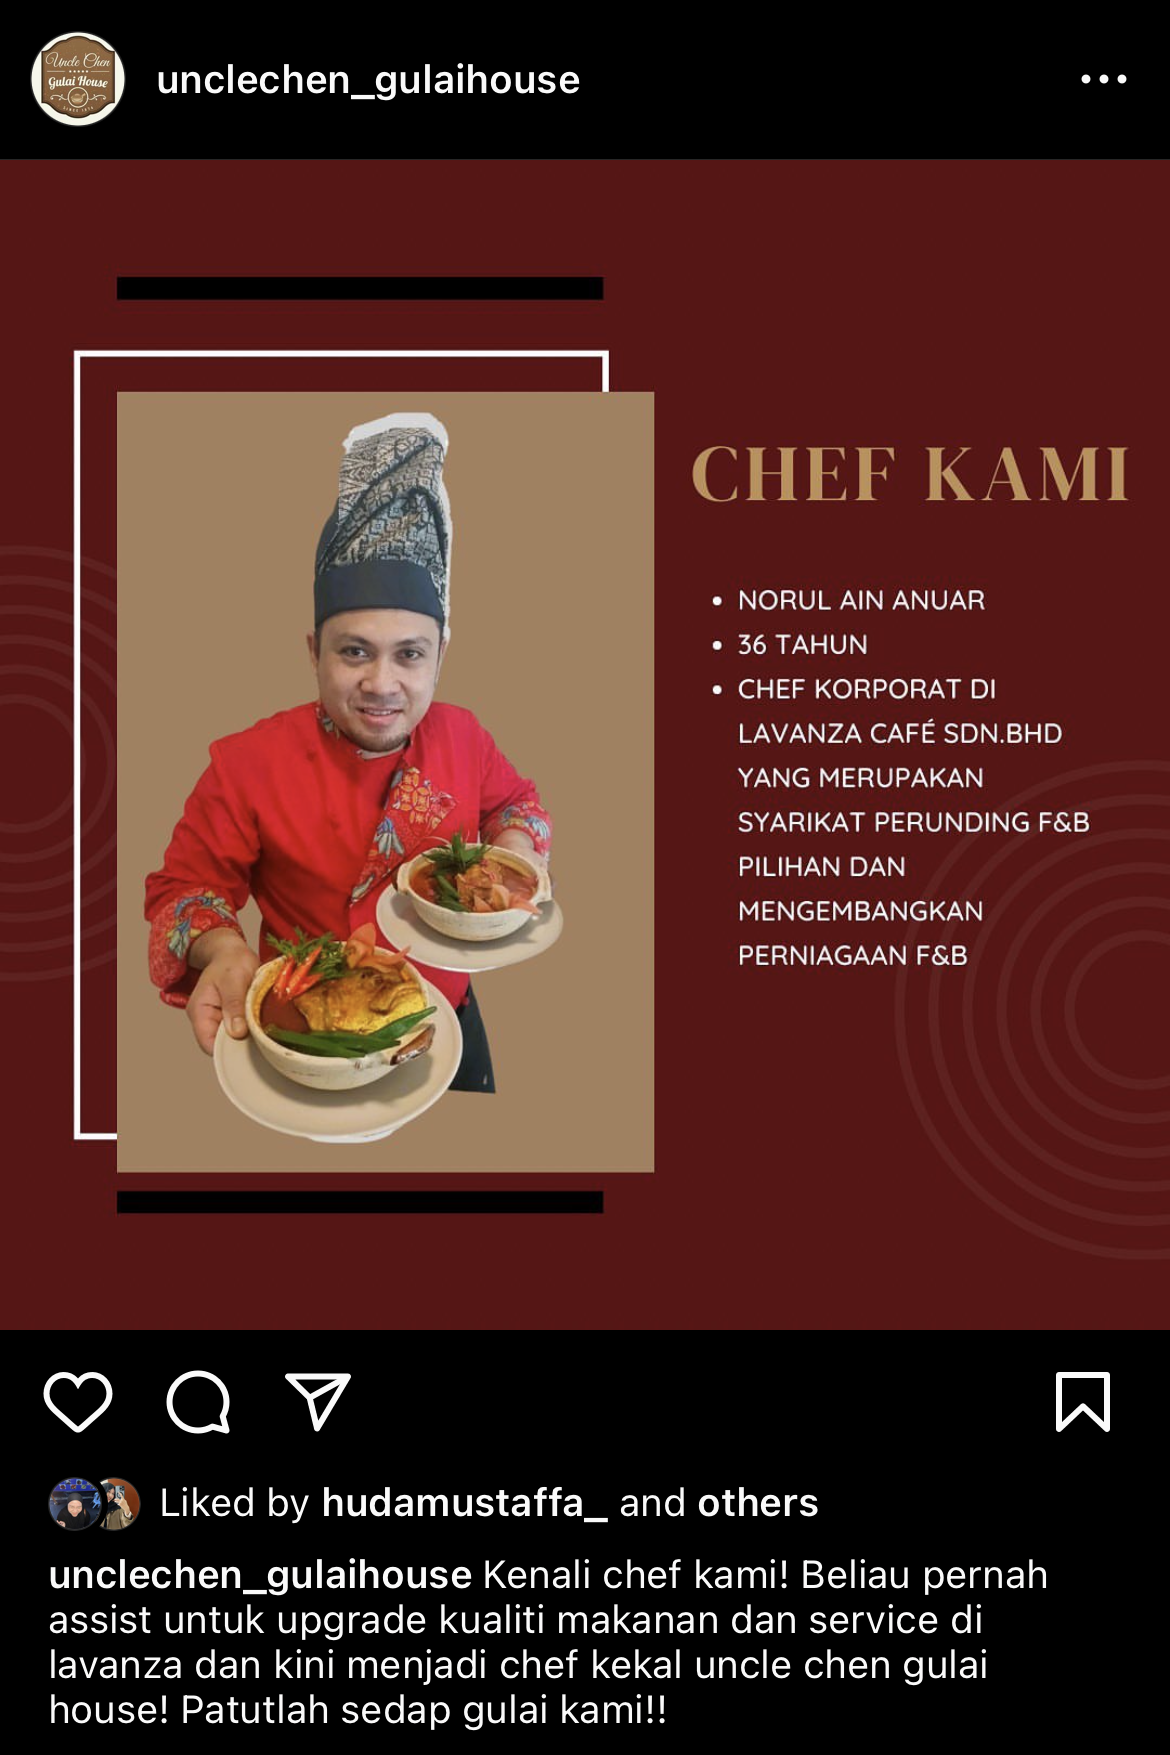 Uncle Chen
Gulai House
unclechen_gulaihouse
CHEF KAMI
• NORUL AIN ANUAR
• 36 TAHUN
• CHEF KORPORAT DI
LAVANZA CAFÉ SDN.BHD
YANG MERUPAKAN
SYARIKAT PERUNDING F&B
PILIHAN DAN
MENGEMBANGKAN
PERNIAGAAN F&B
Liked by hudamustaffa_ and others
unclechen_gulaihouse Kenali chef kami! Beliau pernah
assist untuk upgrade kualiti makanan dan service di
lavanza dan kini menjadi chef kekal uncle chen gulai
house! Patutlah sedap gulai kami!!